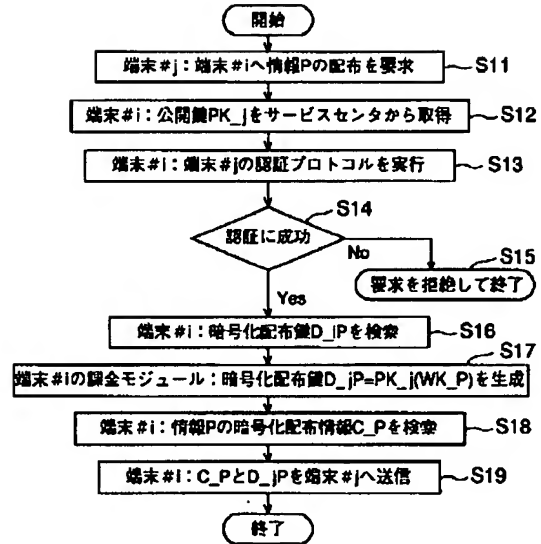 開始
端末#j：端末#iへ情報Pの配布を要求
S11
端末#i：公開鍵PK_jをサービスセンタから取得
S12
端末#i：端末#jの認証プロトコルを実行
S13
S14
認証に成功
No
S15
要求を拒絶して終了
Yes
端末#i：暗号化配布鍵D_iPを検索
S16
S17
端末#iの課金モジュール：暗号化配布鍵D_jP=PK_j(WK_P)を生成
端末#i：情報Pの暗号化配布情報C_Pを検索
S18
端末#i：C_PとD_jPを端末#jへ送信
S19
終了